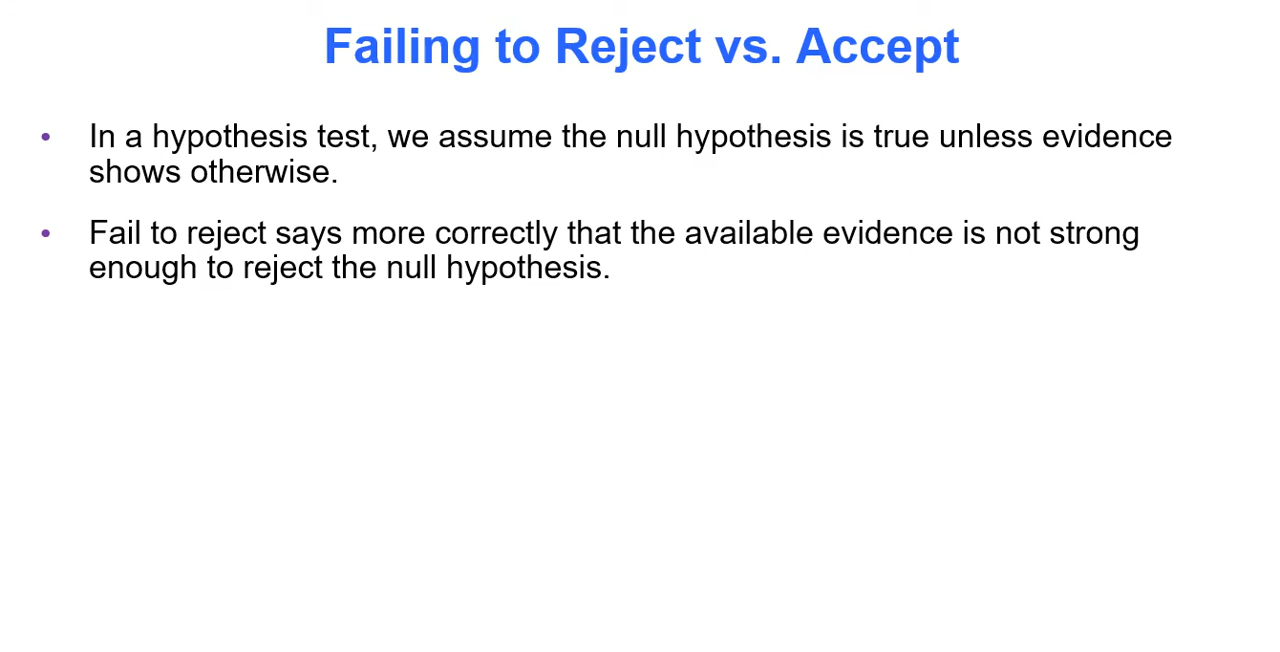 Failing to Reject vs. Accept
• In a hypothesis test, we assume the null hypothesis is true unless evidence
shows otherwise.
• Fail to reject says more correctly that the available evidence is not strong
enough to reject the null hypothesis.